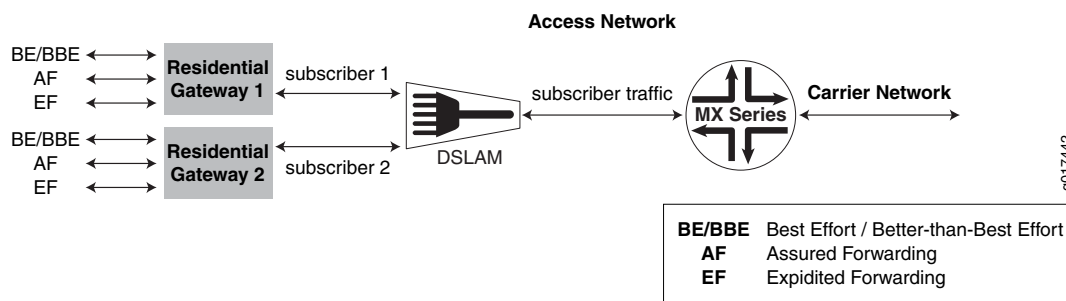 Access Network
BE/BBE
AF
EF
Residential
Gateway 1
subscriber 1
BE/BBE
AF
EF
Residential
Gateway 2
subscriber 2
DSLAM
subscriber traffic
MX Series
Carrier Network
g017443
BE/BBE Best Effort / Better-than-Best Effort
AF Assured Forwarding
EF Expidited Forwarding